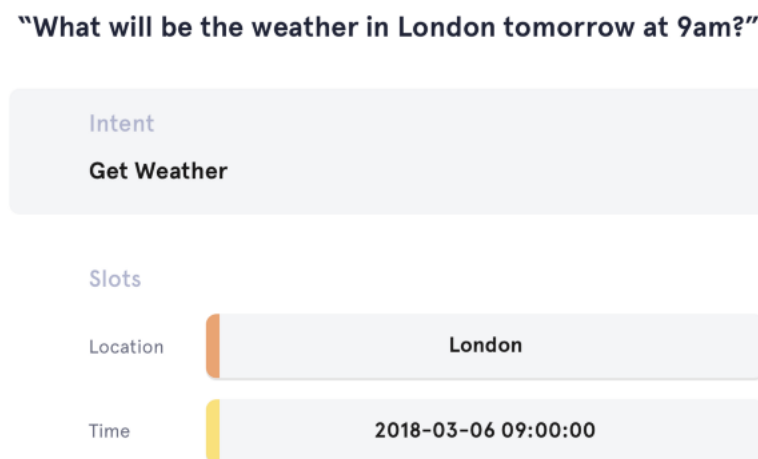 “What will be the weather in London tomorrow at 9am?”
Intent
Get Weather
Slots
Location London
Time 2018-03-06 09:00:00